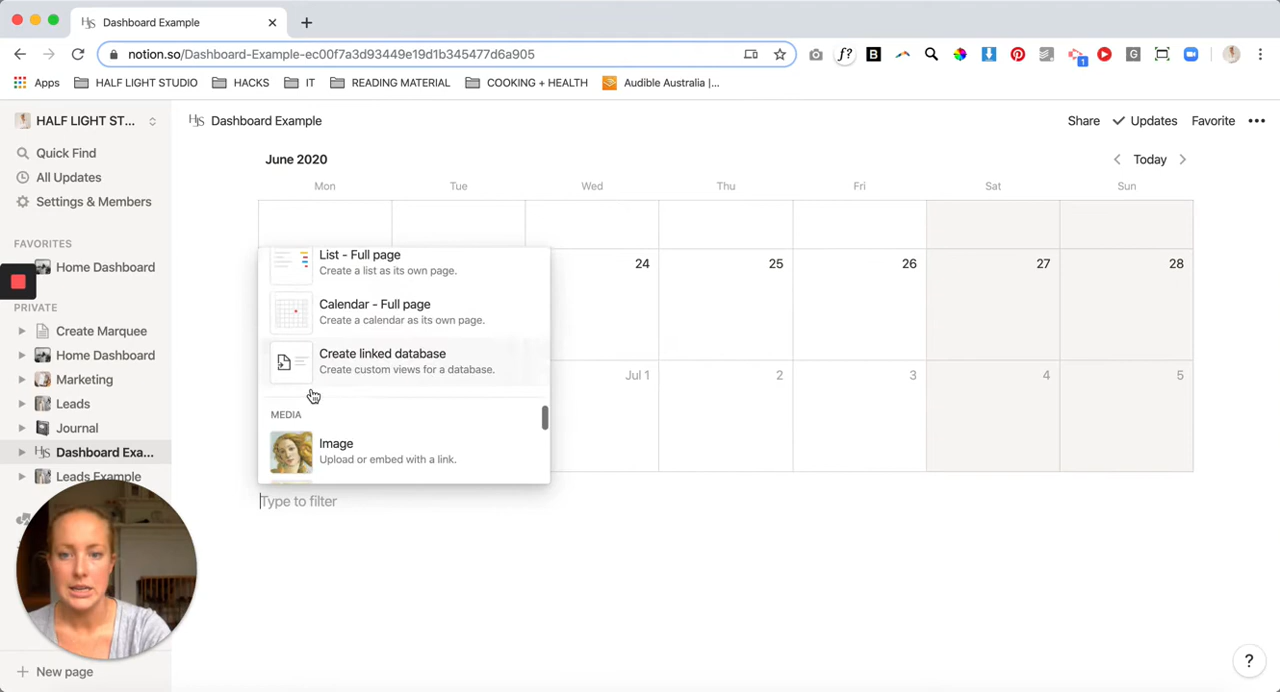 Dashboard Example
notion.so/Dashboard-Example-ec00f7a3d93449e19d1b345477d6a905
f?
B
G
1
Apps
HALF LIGHT STUDIO
HACKS
IT
READING MATERIAL
COOKING + HEALTH
Audible Australia |...
HALF LIGHT ST...
Quick Find
All Updates
Settings & Members
FAVORITES
Home Dashboard
PRIVATE
Create Marquee
Home Dashboard
Marketing
Leads
Journal
Dashboard Exa...
Leads Example
New page
Dashboard Example
Share
Updates
Favorite
June 2020
Today
Mon
Tue
Wed
Thu
Fri
Sat
Sun
24
25
26
27
28
Jul 1
2
3
4
5
List - Full page
Create a list as its own page.
Calendar - Full page
Create a calendar as its own page.
Create linked database
Create custom views for a database.
MEDIA
Image
Upload or embed with a link.
Type to filter
?